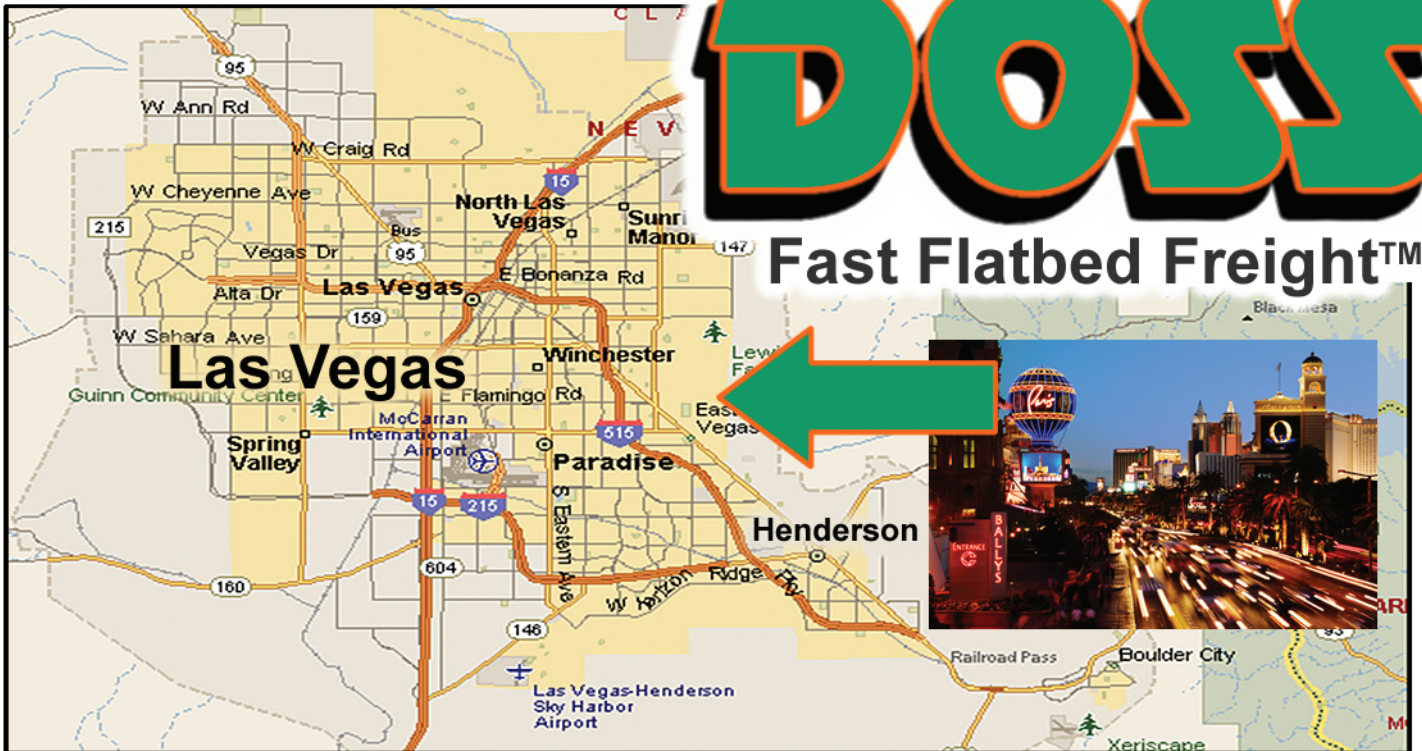 DOSS
Fast Flatbed Freight™
C L A
95
W Ann Rd
N E V
W Craig Rd
15
W Cheyenne Ave
North Las
Vegas
Sunri
Manor
215
Bus
95
147
Vegas Dr
E Bonanza Rd
Alta Dr
Las Vegas
159
Black Mesa
W Sahara Ave
Las Vegas
Winchester
Lewi
Fa
Guinn Community Center
E Flamingo Rd
McCarran
International
Airport
East
Vegas
Spring
Valley
515
Paradise
15
215
S Eastern Ave
Henderson
Paris
BALLYS
ENTRANCE
160
604
W Horizon Ridge Pky
146
93
Railroad Pass
Boulder City
Las Vegas-Henderson
Sky Harbor
Airport
Xeriscape